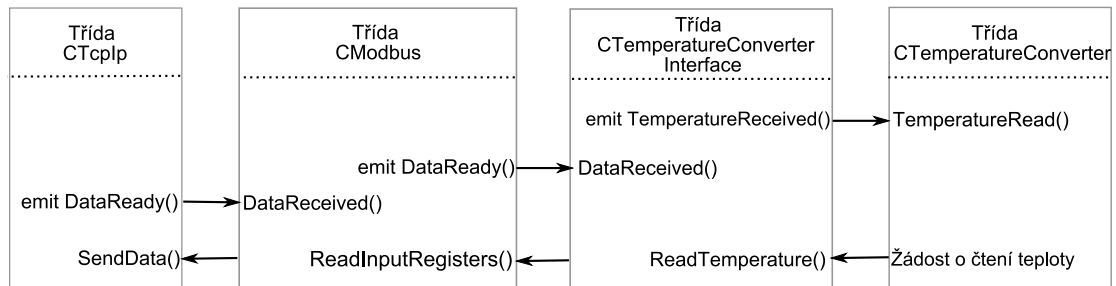 Třída
CTcpIp
Třída
CModbus
Třída
CTemperatureConverter
Interface
Třída
CTemperatureConverter
emit TemperatureReceived()
TemperatureRead()
emit DataReady()
DataReceived()
emit DataReady()
DataReceived()
SendData()
ReadInputRegisters()
ReadTemperature()
Žádost o čtení teploty